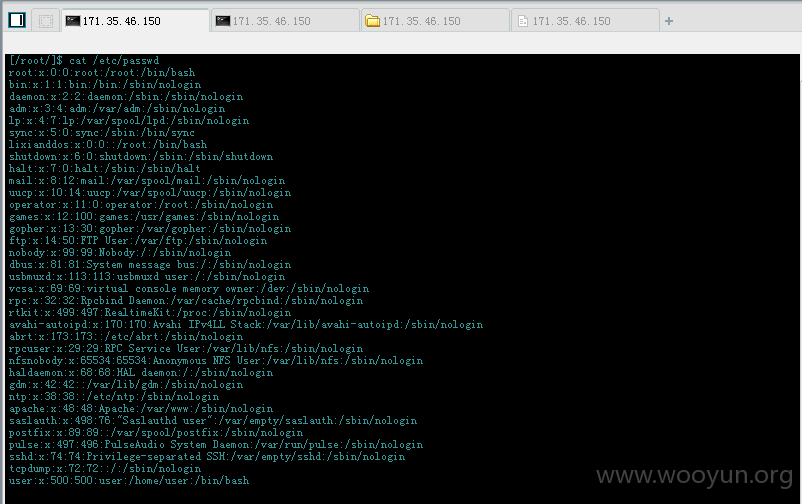 171.35.46.150
171.35.46.150
171.35.46.150
171.35.46.150
[/root/]$ cat /etc/passwd
root:x:0:0:root:/root:/bin/bash
bin:x:1:1:bin:/bin:/sbin/nologin
daemon:x:2:2:daemon:/sbin:/sbin/nologin
adm:x:3:4:adm:/var/adm:/sbin/nologin
lp:x:4:7:lp:/var/spool/lpd:/sbin/nologin
sync:x:5:0:sync:/sbin:/bin/sync
lixianddos:x:0:0::/root:/bin/bash
shutdown:x:6:0:shutdown:/sbin:/sbin/shutdown
halt:x:7:0:halt:/sbin:/sbin/halt
mail:x:8:12:mail:/var/spool/mail:/sbin/nologin
uucp:x:10:14:uucp:/var/spool/uucp:/sbin/nologin
operator:x:11:0:operator:/root:/sbin/nologin
games:x:12:100:games:/usr/games:/sbin/nologin
gopher:x:13:30:gopher:/var/gopher:/sbin/nologin
ftp:x:14:50:FTP User:/var/ftp:/sbin/nologin
nobody:x:99:99:Nobody:/:/sbin/nologin
dbus:x:81:81:System message bus:/:/sbin/nologin
usbmuxd:x:113:113:usbmuxd user:/:/sbin/nologin
vcsa:x:69:69:virtual console memory owner:/dev:/sbin/nologin
rpc:x:32:32:Rpcbind Daemon:/var/cache/rpcbind:/sbin/nologin
rtkit:x:499:497:RealtimeKit:/proc:/sbin/nologin
avahi-autoipd:x:170:170:Avahi IPv4LL Stack:/var/lib/avahi-autoipd:/sbin/nologin
abrt:x:173:173::/etc/abrt:/sbin/nologin
rpcuser:x:29:29:RPC Service User:/var/lib/nfs:/sbin/nologin
nfsnobody:x:65534:65534:Anonymous NFS User:/var/lib/nfs:/sbin/nologin
haldaemon:x:68:68:HAL daemon:/:/sbin/nologin
gdm:x:42:42::/var/lib/gdm:/sbin/nologin
ntp:x:38:38::/etc/ntp:/sbin/nologin
apache:x:48:48:Apache:/var/www:/sbin/nologin
saslauth:x:498:76:"Saslauthd user":/var/empty/saslauth:/sbin/nologin
postfix:x:89:89::/var/spool/postfix:/sbin/nologin
pulse:x:497:496:PulseAudio System Daemon:/var/run/pulse:/sbin/nologin
sshd:x:74:74:Privilege-separated SSH:/var/empty/sshd:/sbin/nologin
tcpdump:x:72:72::/:/sbin/nologin
user:x:500:500:user:/home/user:/bin/bash
www.wooyun.org